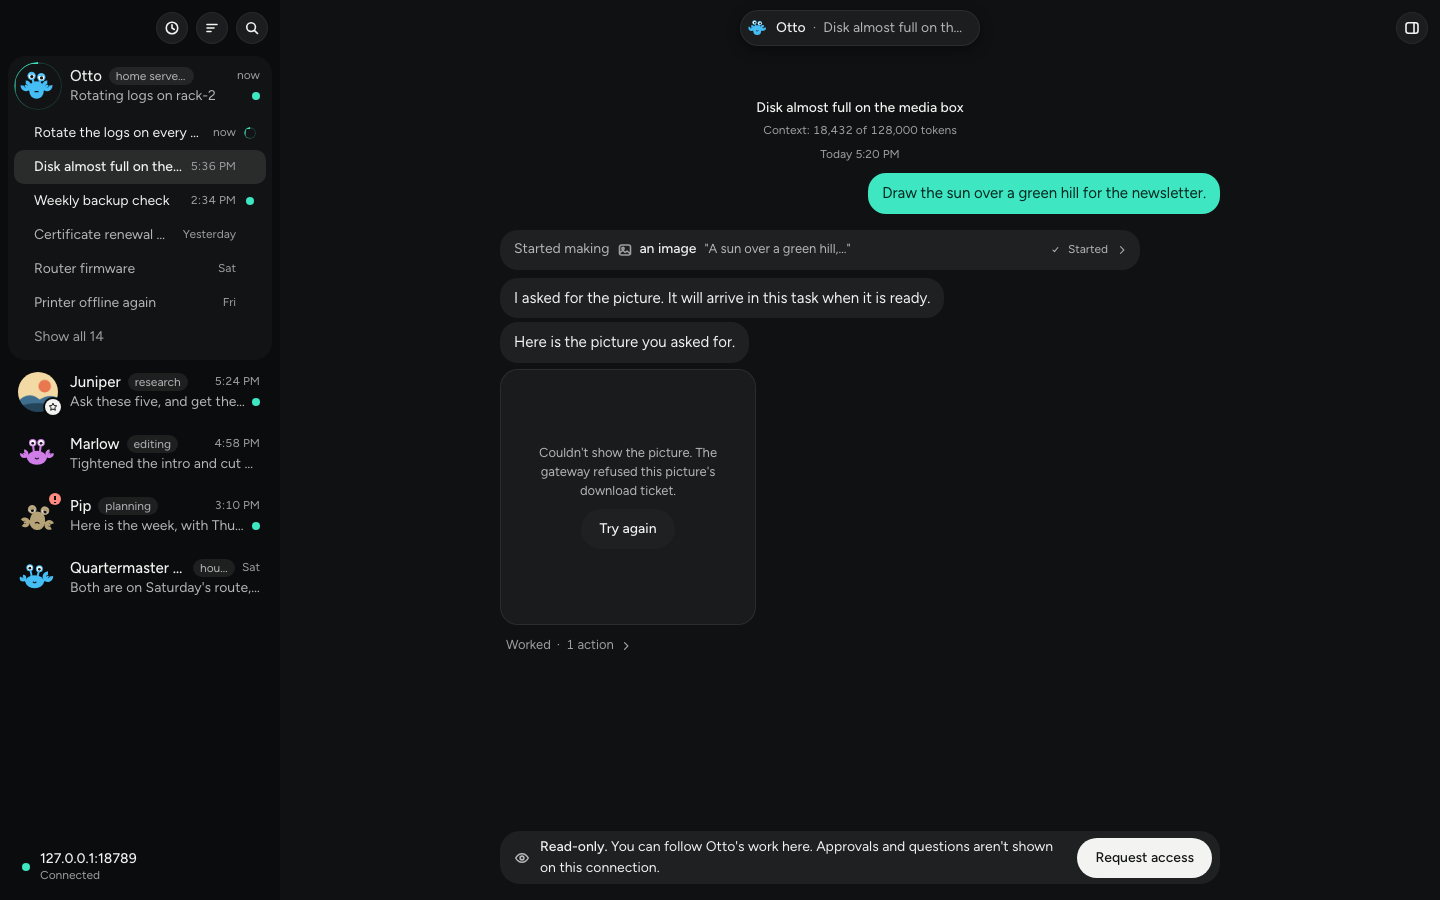 Otto home serve... now
Rotating logs on rack-2
Rotate the logs on every ... now
Disk almost full on the... 5:36 PM
Weekly backup check 2:34 PM
Certificate renewal ... Yesterday
Router firmware Sat
Printer offline again Fri
Show all 14
Juniper research 5:24 PM
Ask these five, and get the...
Marlow editing 4:58 PM
Tightened the intro and cut ...
Pip planning 3:10 PM
Here is the week, with Thu...
Quartermaster ... hou... Sat
Both are on Saturday's route,...
127.0.0.1:18789
Connected
Otto · Disk almost full on th...
Disk almost full on the media box
Context: 18,432 of 128,000 tokens
Today 5:20 PM
Draw the sun over a green hill for the newsletter.
Started making an image "A sun over a green hill,..." ✓ Started
I asked for the picture. It will arrive in this task when it is ready.
Here is the picture you asked for.
Couldn't show the picture. The
gateway refused this picture's
download ticket.
Try again
Worked · 1 action
Read-only. You can follow Otto's work here. Approvals and questions aren't shown
on this connection.
Request access